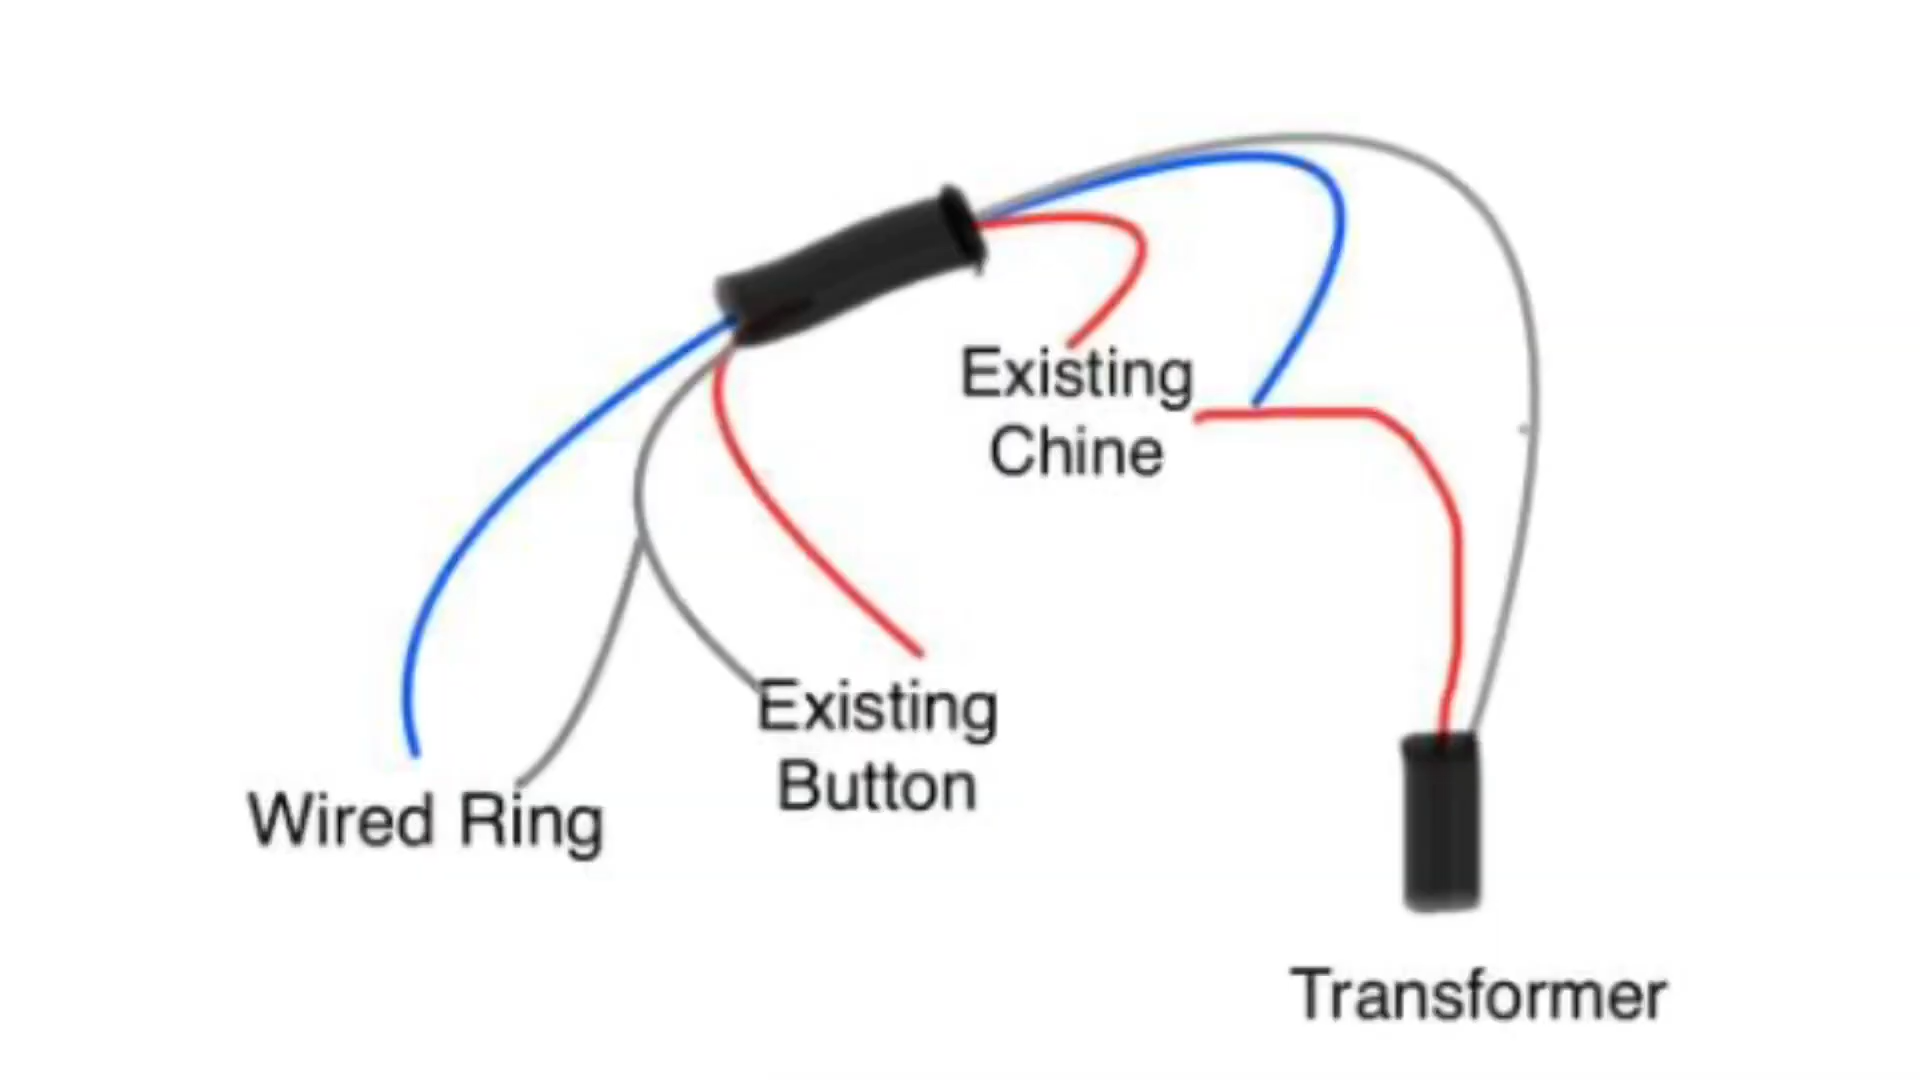 Existing
Chine
Existing
Button
Wired Ring
Transformer